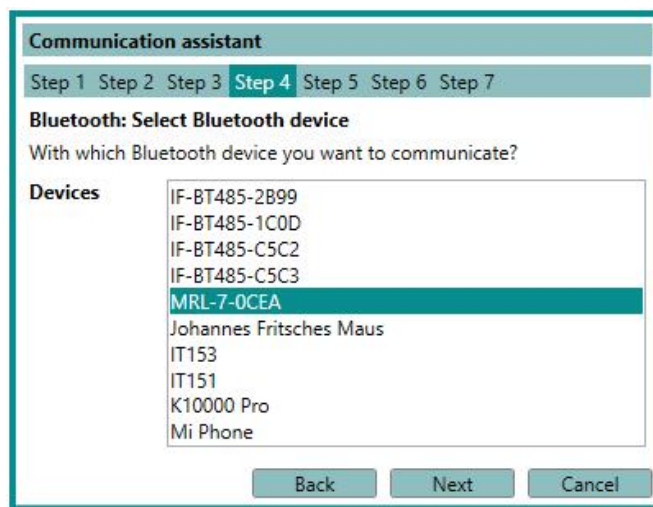 Communication assistant
Step 1 Step 2 Step 3 Step 4 Step 5 Step 6 Step 7
Bluetooth: Select Bluetooth device
With which Bluetooth device you want to communicate?
Devices
IF-BT485-2B99
IF-BT485-1C0D
IF-BT485-C5C2
IF-BT485-C5C3
MRL-7-0CEA
Johannes Fritsches Maus
IT153
IT151
K10000 Pro
Mi Phone
Back Next Cancel